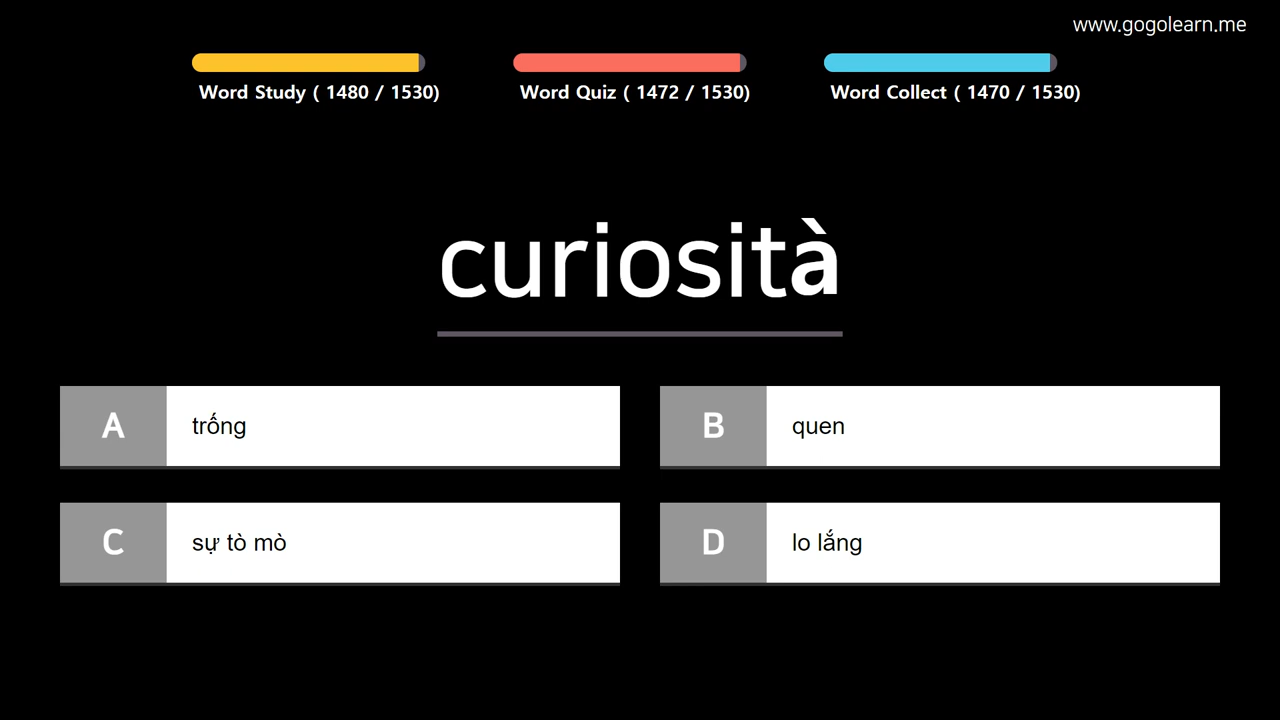 www.gogolearn.me
Word Study ( 1480 / 1530)
Word Quiz ( 1472 / 1530)
Word Collect ( 1470 / 1530)
curiosità
A trống
B quen
C sự tò mò
D lo lắng